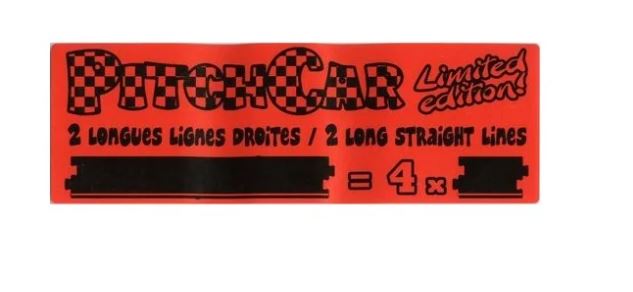 PITCHCAR Limited edition!
2 LONGUES LIGNES DROITES / 2 LONG STRAIGHT LINES
= 4 x